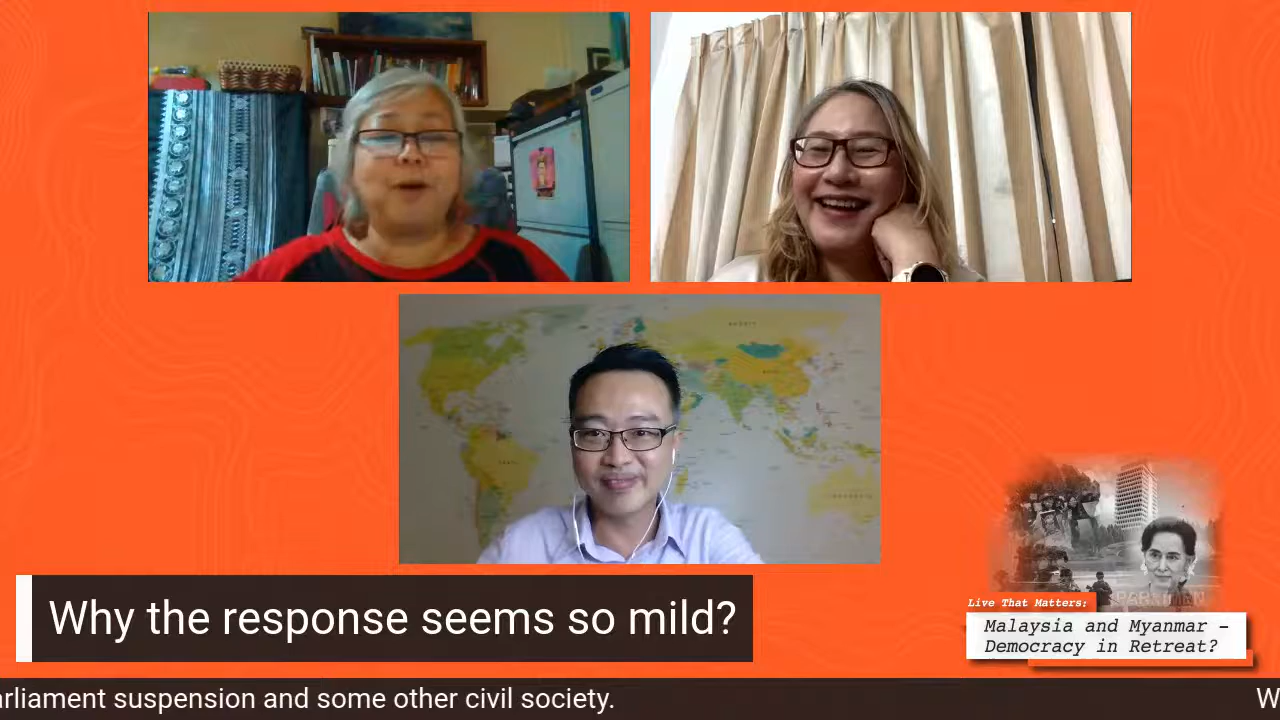 Why the response seems so mild?
PARLIMEN
Live That Matters:
Malaysia and Myanmar –
Democracy in Retreat?
arliament suspension and some other civil society.
W